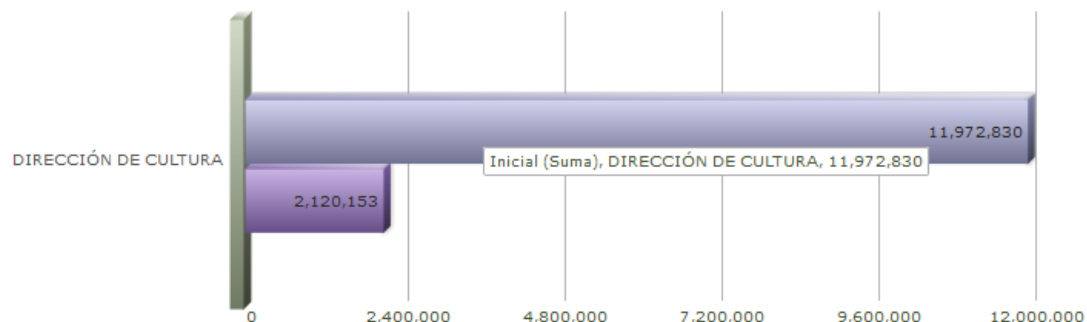 11,972,830
DIRECCIÓN DE CULTURA
Inicial (Suma), DIRECCIÓN DE CULTURA, 11,972,830
2,120,153
0 2,400,000 4,800,000 7,200,000 9,600,000 12,000,000